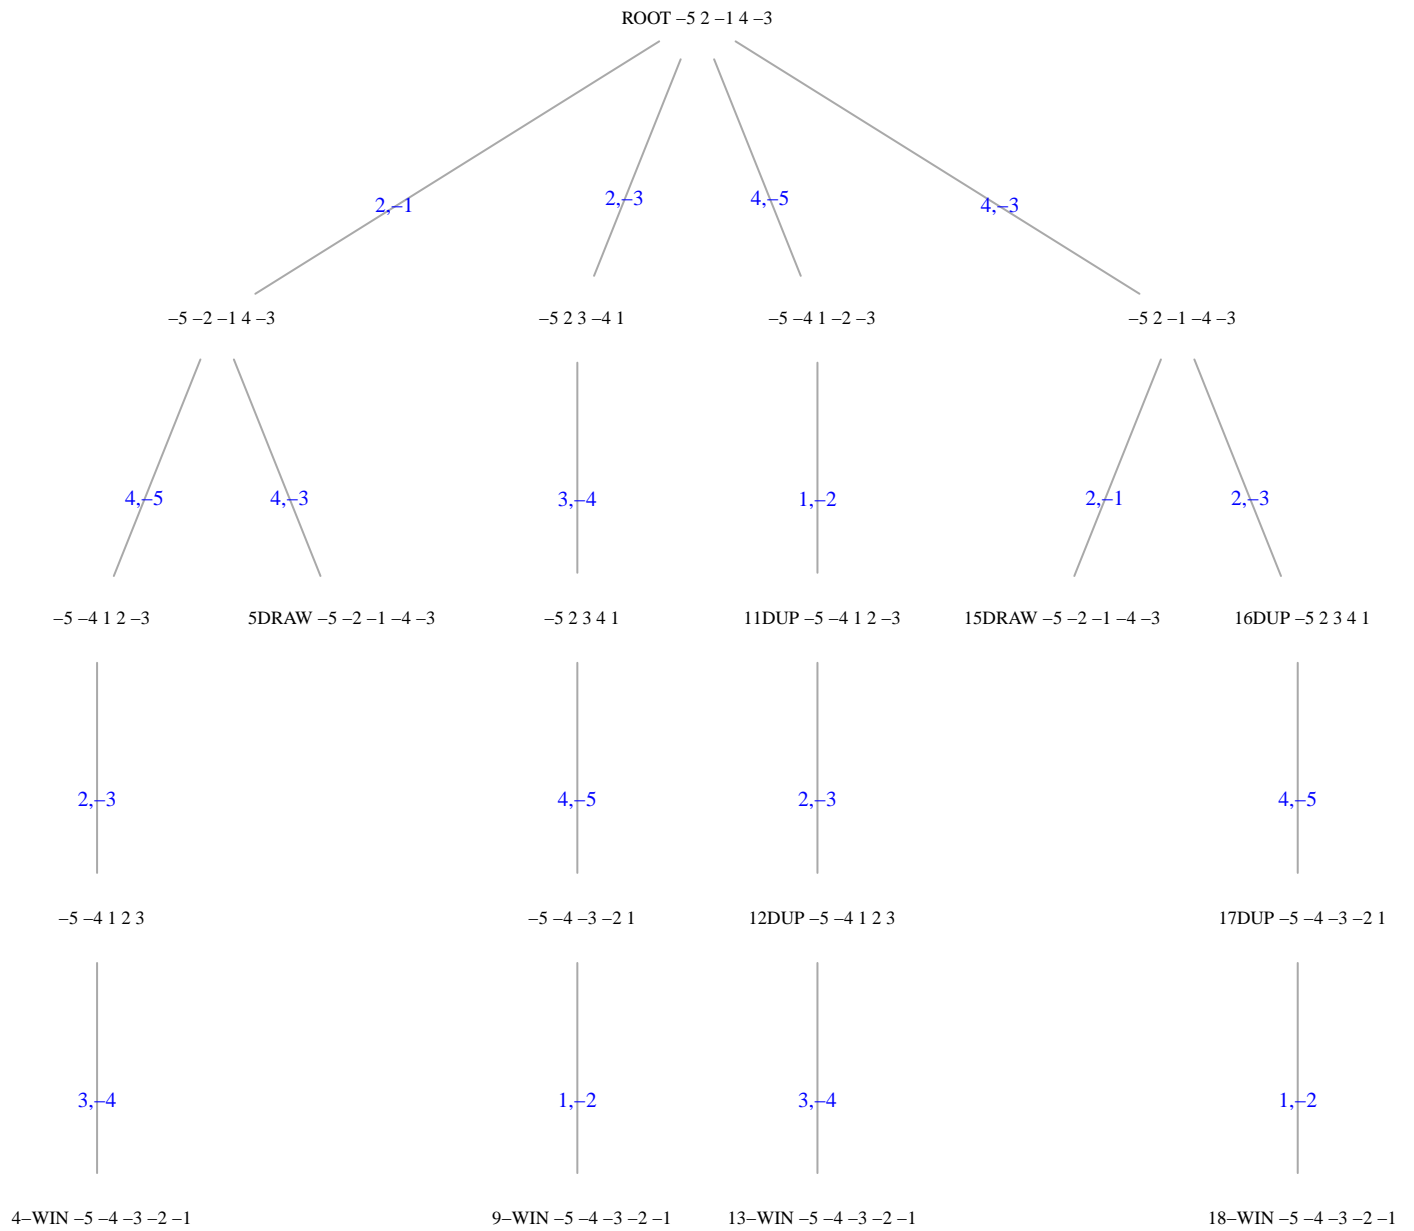 ROOT –5 2 –1 4 –3
2,–1
2,–3
4,–5
4,–3
–5 –2 –1 4 –3
–5 2 3 –4 1
–5 –4 1 –2 –3
–5 2 –1 –4 –3
4,–5
4,–3
3,–4
1,–2
2,–1
2,–3
–5 –4 1 2 –3
5DRAW –5 –2 –1 –4 –3
–5 2 3 4 1
11DUP –5 –4 1 2 –3
15DRAW –5 –2 –1 –4 –3
16DUP –5 2 3 4 1
2,–3
4,–5
2,–3
4,–5
–5 –4 1 2 3
–5 –4 –3 –2 1
12DUP –5 –4 1 2 3
17DUP –5 –4 –3 –2 1
3,–4
1,–2
3,–4
1,–2
4–WIN –5 –4 –3 –2 –1
9–WIN –5 –4 –3 –2 –1
13–WIN –5 –4 –3 –2 –1
18–WIN –5 –4 –3 –2 –1